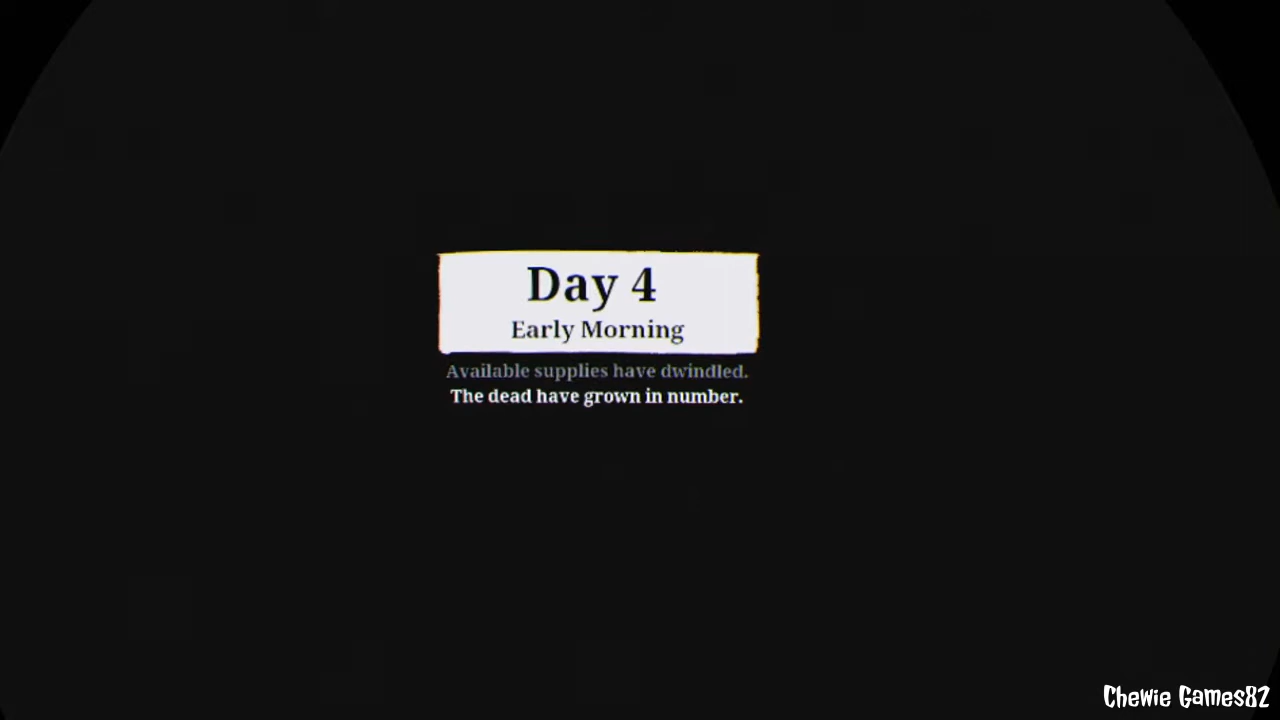 Day 4
Early Morning
Available supplies have dwindled.
The dead have grown in number.
Chewie Games82